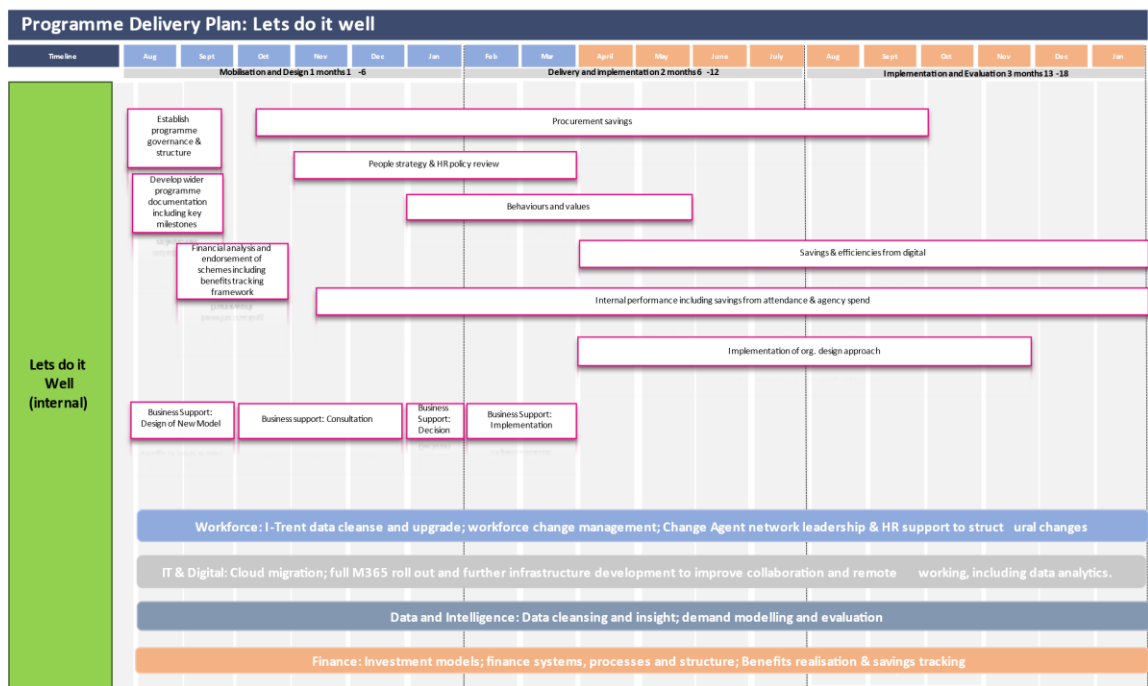 Programme Delivery Plan: Lets do it well
Timeline
Aug
Sept
Oct
Nov
Dec
Jan
Feb
Mar
April
May
June
July
Aug
Sept
Oct
Nov
Dec
Jan
Mobilisation and Design 1 months 1 -6
Delivery and implementation 2 months 6 -12
Implementation and Evaluation 3 months 13 -18
Establish
programme
governance &
structure
Procurement savings
People strategy & HR policy review
Develop wider
programme
documentation
including key
milestones
Behaviours and values
Financial analysis and
endorsement of
schemes including
benefits tracking
framework
Savings & efficiencies from digital
Internal performance including savings from attendance & agency spend
Implementation of org. design approach
Lets do it
Well
(internal)
Business Support:
Design of New Model
Business support: Consultation
Business
Support:
Decision
Business Support:
Implementation
Workforce: I-Trent data cleanse and upgrade; workforce change management; Change Agent network leadership & HR support to struct ural changes
IT & Digital: Cloud migration; full M365 roll out and further infrastructure development to improve collaboration and remote working, including data analytics.
Data and Intelligence: Data cleansing and insight; demand modelling and evaluation
Finance: Investment models; finance systems, processes and structure; Benefits realisation & savings tracking